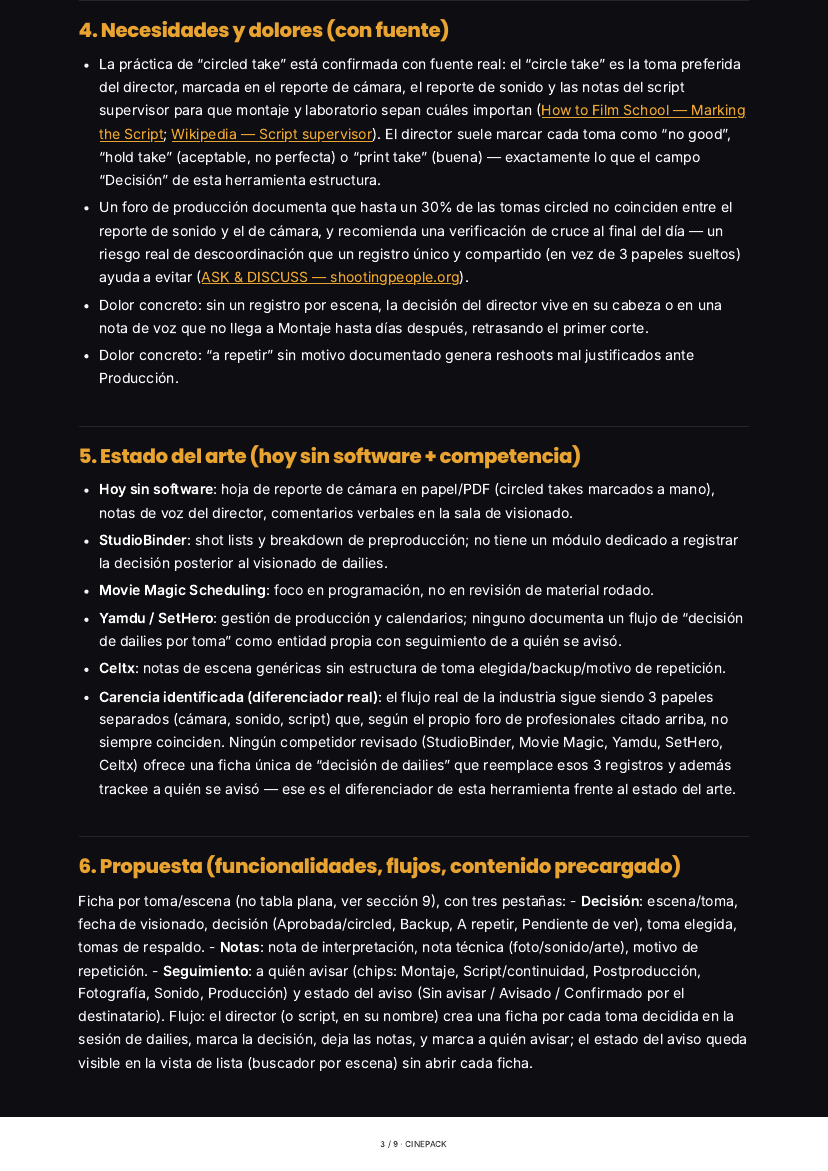 4. Necesidades y dolores (con fuente)
• La práctica de “circled take” está confirmada con fuente real: el “circle take” es la toma preferida
del director, marcada en el reporte de cámara, el reporte de sonido y las notas del script
supervisor para que montaje y laboratorio sepan cuáles importan (How to Film School — Marking
the Script; Wikipedia — Script supervisor). El director suele marcar cada toma como “no good”,
“hold take” (aceptable, no perfecta) o “print take” (buena) — exactamente lo que el campo
“Decisión” de esta herramienta estructura.
• Un foro de producción documenta que hasta un 30% de las tomas circled no coinciden entre el
reporte de sonido y el de cámara, y recomienda una verificación de cruce al final del día — un
riesgo real de descoordinación que un registro único y compartido (en vez de 3 papeles sueltos)
ayuda a evitar (ASK & DISCUSS — shootingpeople.org).
• Dolor concreto: sin un registro por escena, la decisión del director vive en su cabeza o en una
nota de voz que no llega a Montaje hasta días después, retrasando el primer corte.
• Dolor concreto: “a repetir” sin motivo documentado genera reshoots mal justificados ante
Producción.
5. Estado del arte (hoy sin software + competencia)
• Hoy sin software: hoja de reporte de cámara en papel/PDF (circled takes marcados a mano),
notas de voz del director, comentarios verbales en la sala de visionado.
• StudioBinder: shot lists y breakdown de preproducción; no tiene un módulo dedicado a registrar
la decisión posterior al visionado de dailies.
• Movie Magic Scheduling: foco en programación, no en revisión de material rodado.
• Yamdu / SetHero: gestión de producción y calendarios; ninguno documenta un flujo de “decisión
de dailies por toma” como entidad propia con seguimiento de a quién se avisó.
• Celtx: notas de escena genéricas sin estructura de toma elegida/backup/motivo de repetición.
• Carencia identificada (diferenciador real): el flujo real de la industria sigue siendo 3 papeles
separados (cámara, sonido, script) que, según el propio foro de profesionales citado arriba, no
siempre coinciden. Ningún competidor revisado (StudioBinder, Movie Magic, Yamdu, SetHero,
Celtx) ofrece una ficha única de “decisión de dailies” que reemplace esos 3 registros y además
trackee a quién se avisó — ese es el diferenciador de esta herramienta frente al estado del arte.
6. Propuesta (funcionalidades, flujos, contenido precargado)
Ficha por toma/escena (no tabla plana, ver sección 9), con tres pestañas: - Decisión: escena/toma,
fecha de visionado, decisión (Aprobada/circled, Backup, A repetir, Pendiente de ver), toma elegida,
tomas de respaldo. - Notas: nota de interpretación, nota técnica (foto/sonido/arte), motivo de
repetición. - Seguimiento: a quién avisar (chips: Montaje, Script/continuidad, Postproducción,
Fotografía, Sonido, Producción) y estado del aviso (Sin avisar / Avisado / Confirmado por el
destinatario). Flujo: el director (o script, en su nombre) crea una ficha por cada toma decidida en la
sesión de dailies, marca la decisión, deja las notas, y marca a quién avisar; el estado del aviso queda
visible en la vista de lista (buscador por escena) sin abrir cada ficha.
3 / 9 · CINEPACK